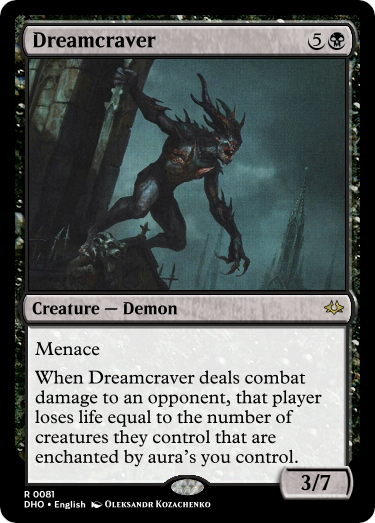 Dreamcraver 5
Creature — Demon
Menace
When Dreamcraver deals combat
damage to an opponent, that player
loses life equal to the number of
creatures they control that are
enchanted by aura's you control.
3/7
R 0081
DHO • English Oleksandr Kozachenko